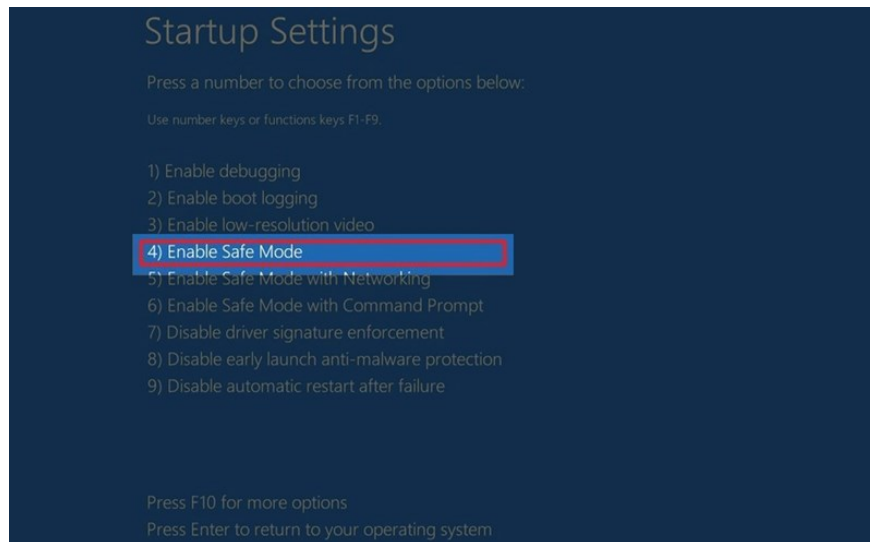 Startup Settings
Press a number to choose from the options below:
Use number keys or functions keys F1-F9.
1) Enable debugging
2) Enable boot logging
3) Enable low-resolution video
4) Enable Safe Mode
5) Enable Safe Mode with Networking
6) Enable Safe Mode with Command Prompt
7) Disable driver signature enforcement
8) Disable early launch anti-malware protection
9) Disable automatic restart after failure
Press F10 for more options
Press Enter to return to your operating system